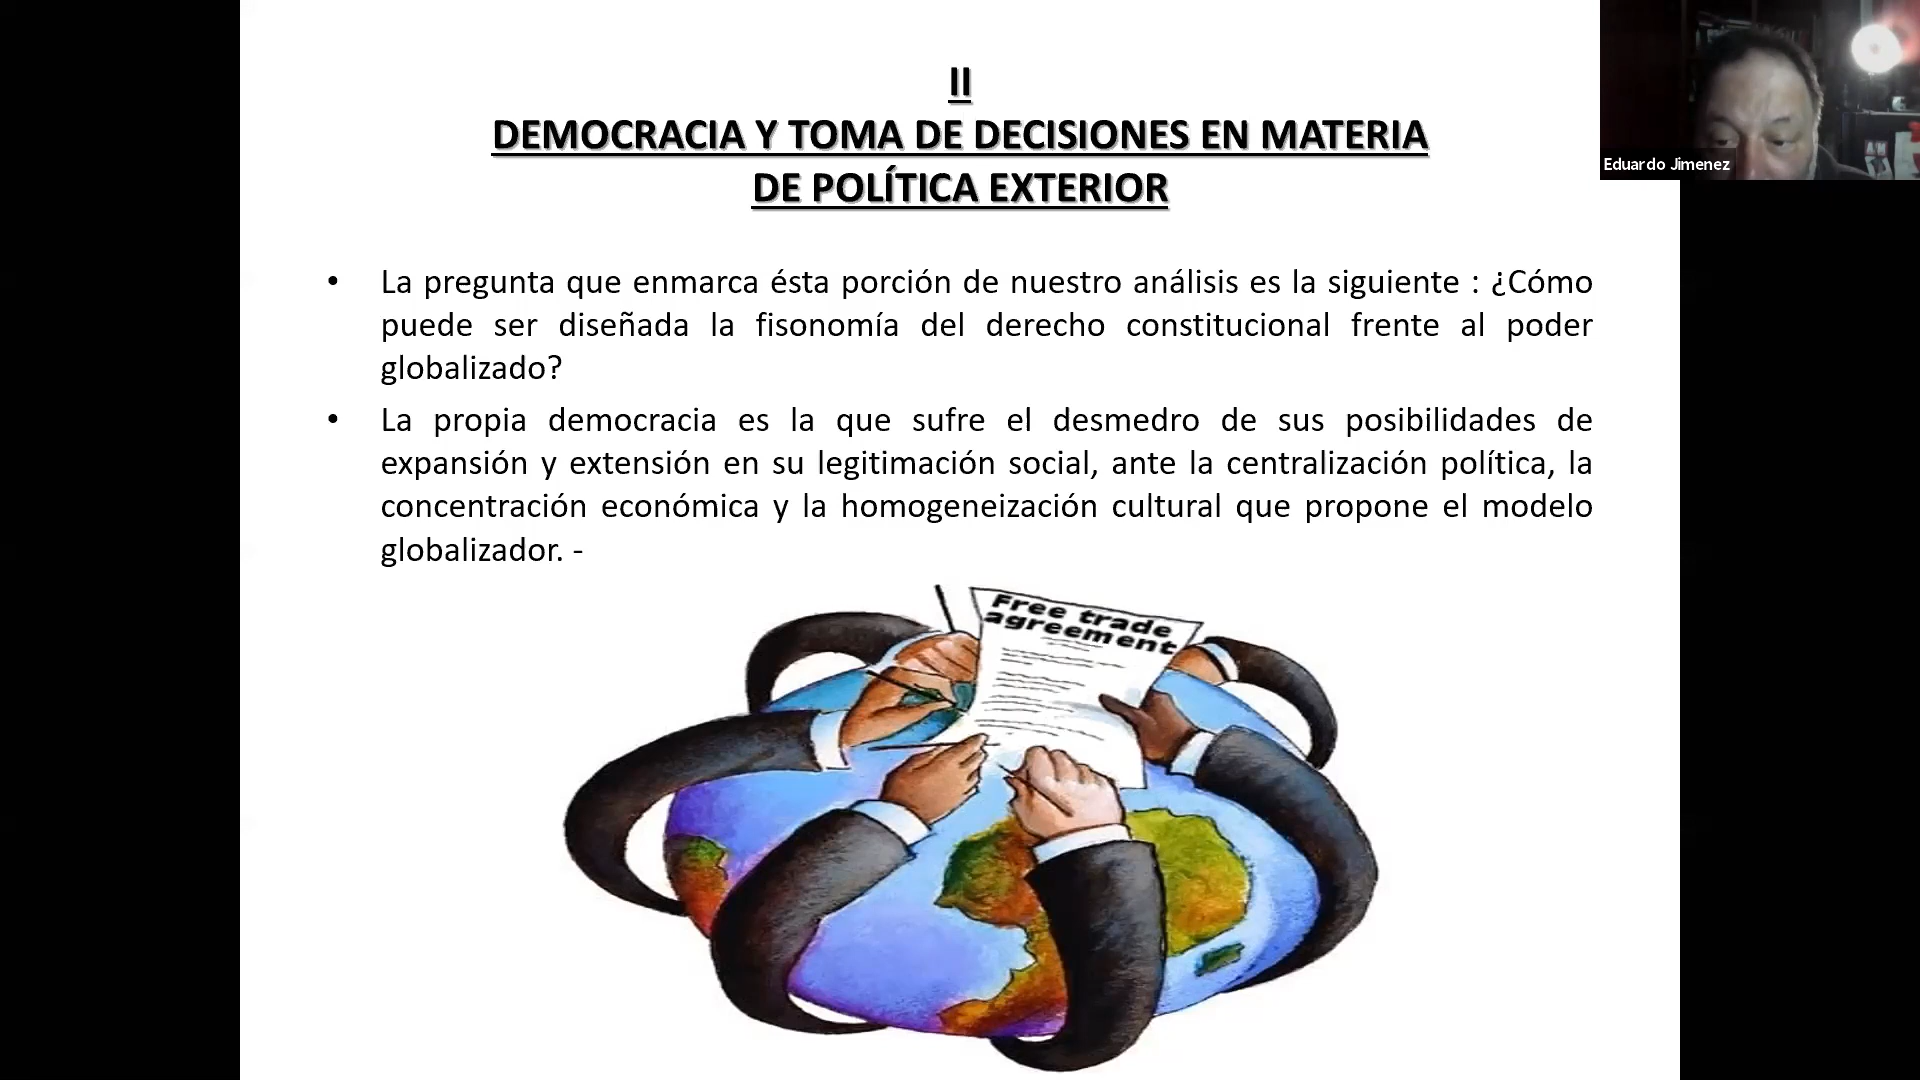 II
DEMOCRACIA Y TOMA DE DECISIONES EN MATERIA
DE POLÍTICA EXTERIOR
• La pregunta que enmarca ésta porción de nuestro análisis es la siguiente : ¿Cómo
puede ser diseñada la fisonomía del derecho constitucional frente al poder
globalizado?
• La propia democracia es la que sufre el desmedro de sus posibilidades de
expansión y extensión en su legitimación social, ante la centralización política, la
concentración económica y la homogeneización cultural que propone el modelo
globalizador. -
Free trade
agreement
Eduardo Jimenez